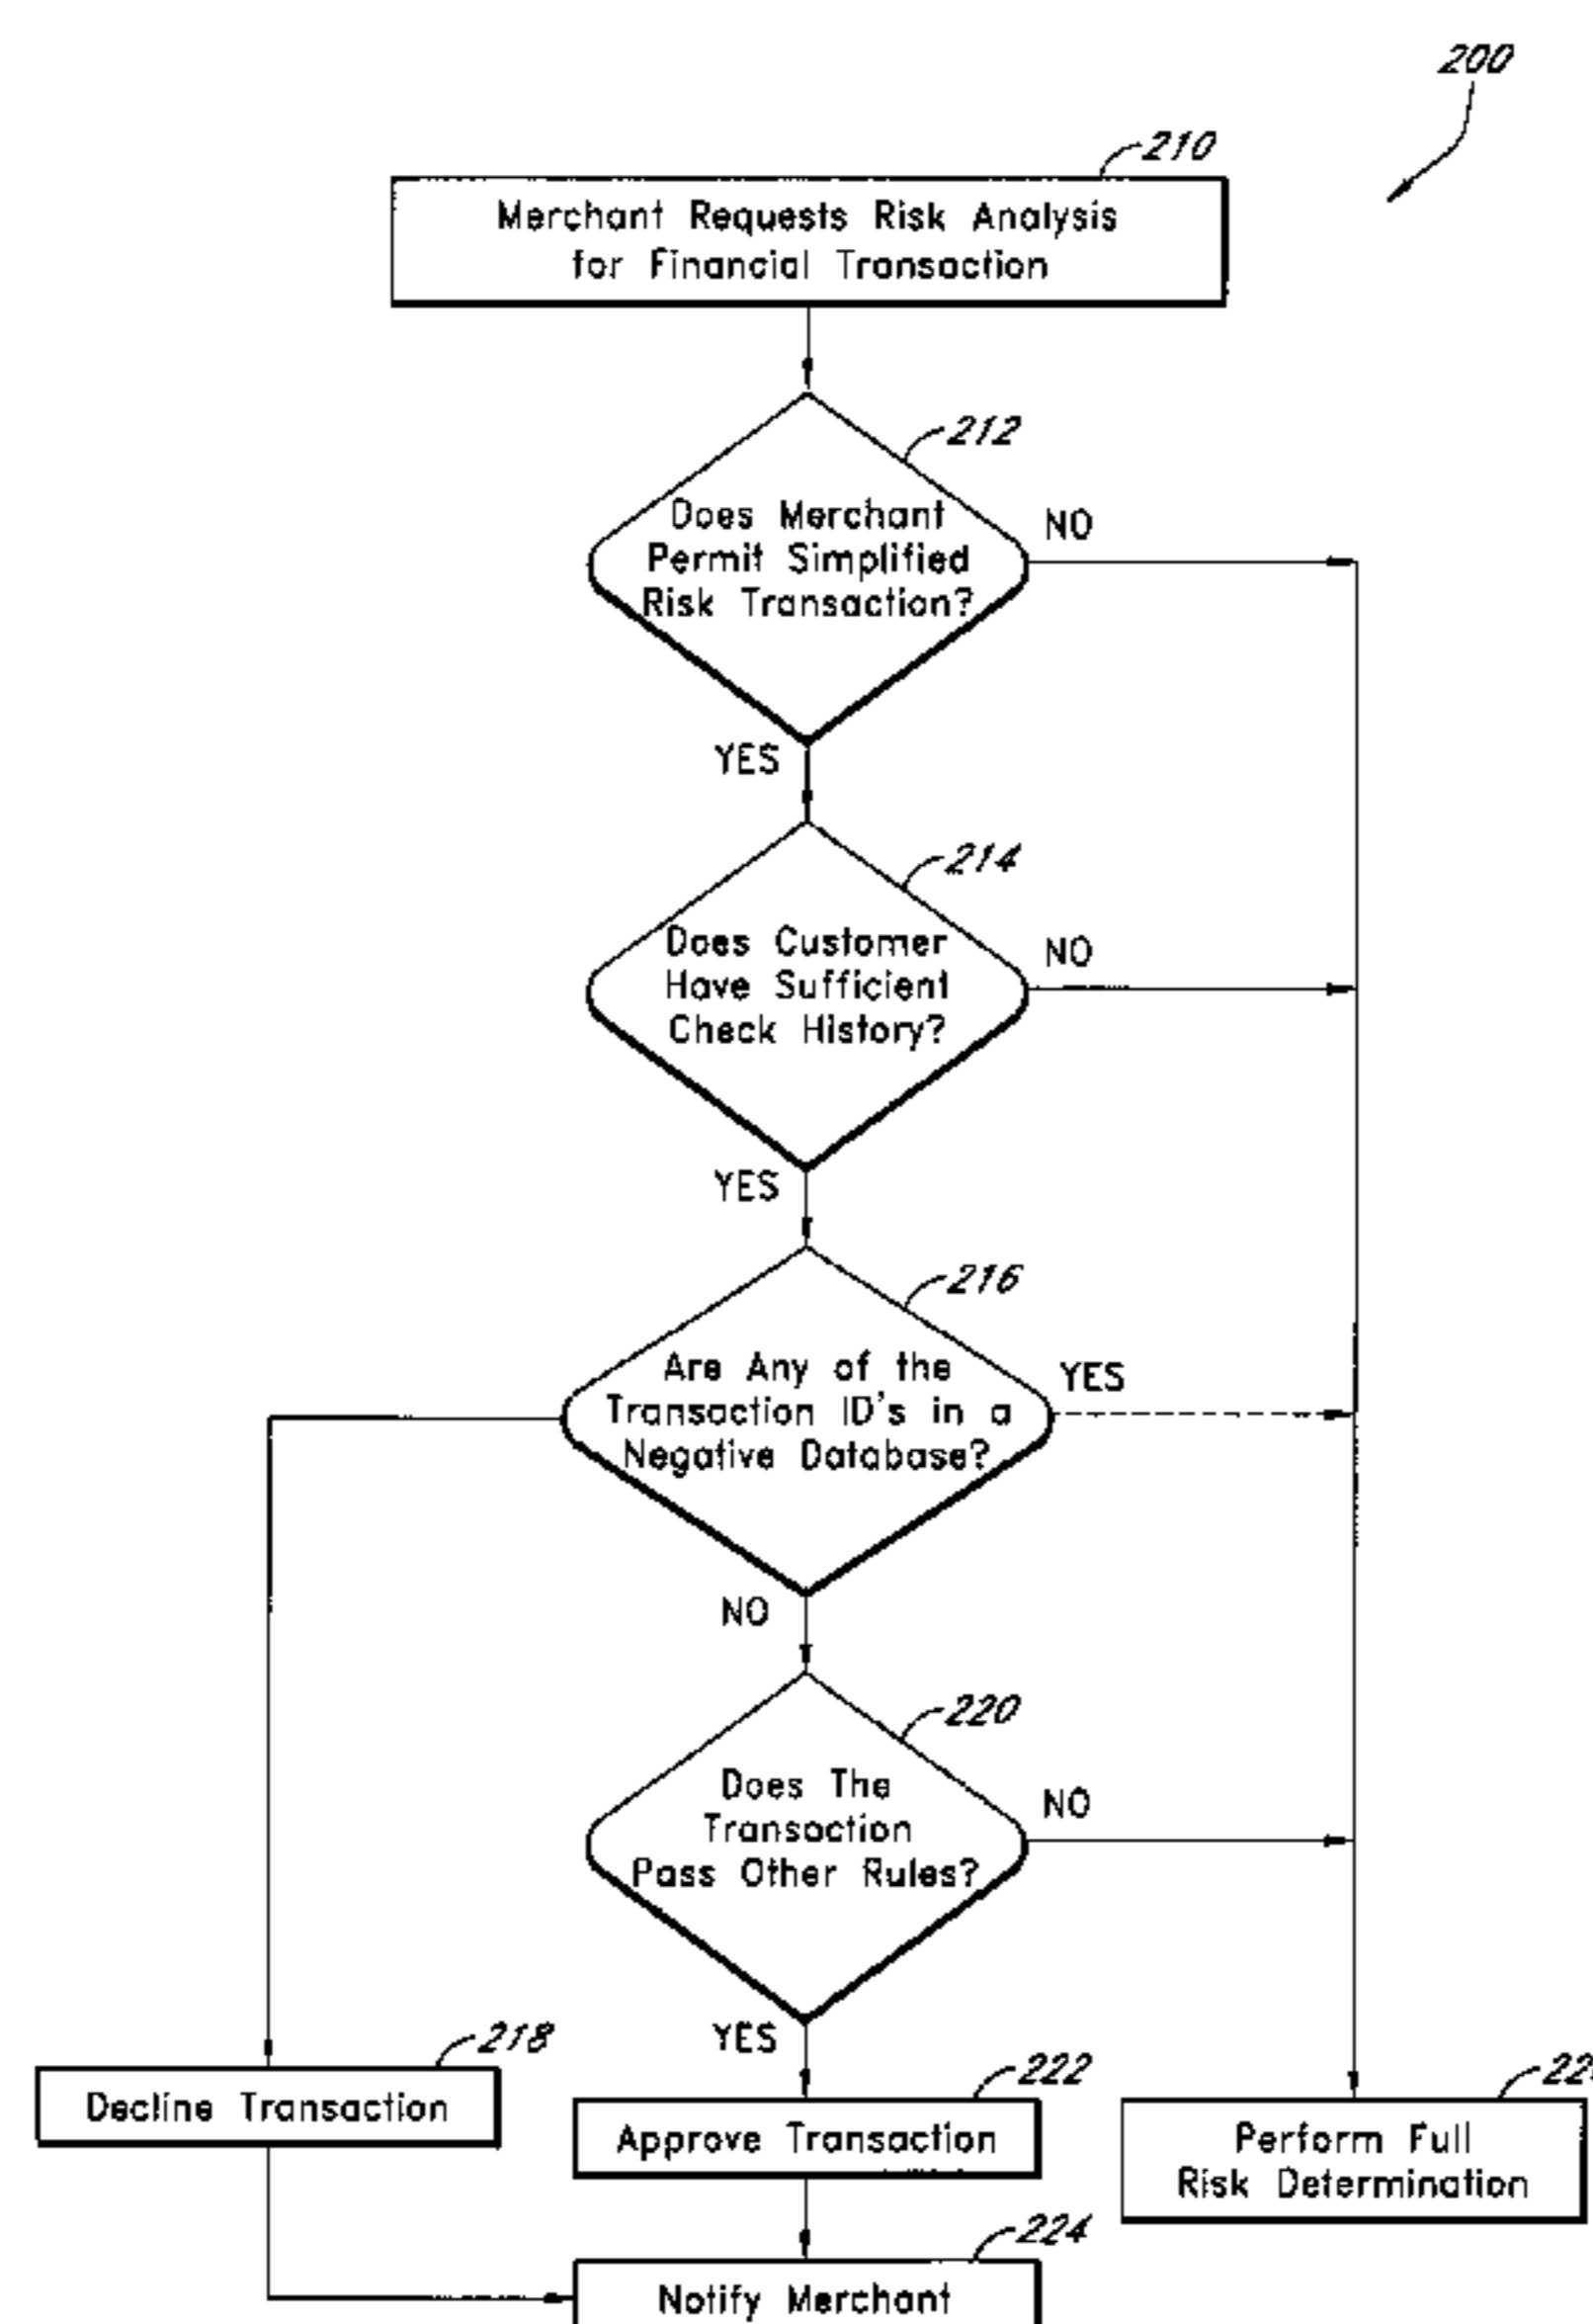 200
210
Merchant Requests Risk Analysis
for Financial Transaction
212
Does Merchant
Permit Simplified
Risk Transaction?
NO
YES
214
Does Customer
Have Sufficient
Check History?
NO
YES
216
Are Any of the
Transaction ID's in a
Negative Database?
YES
NO
220
Does The
Transaction
Pass Other Rules?
NO
YES
218
Decline Transaction
222
Approve Transaction
Perform Full
Risk Determination
224
Notify Merchant